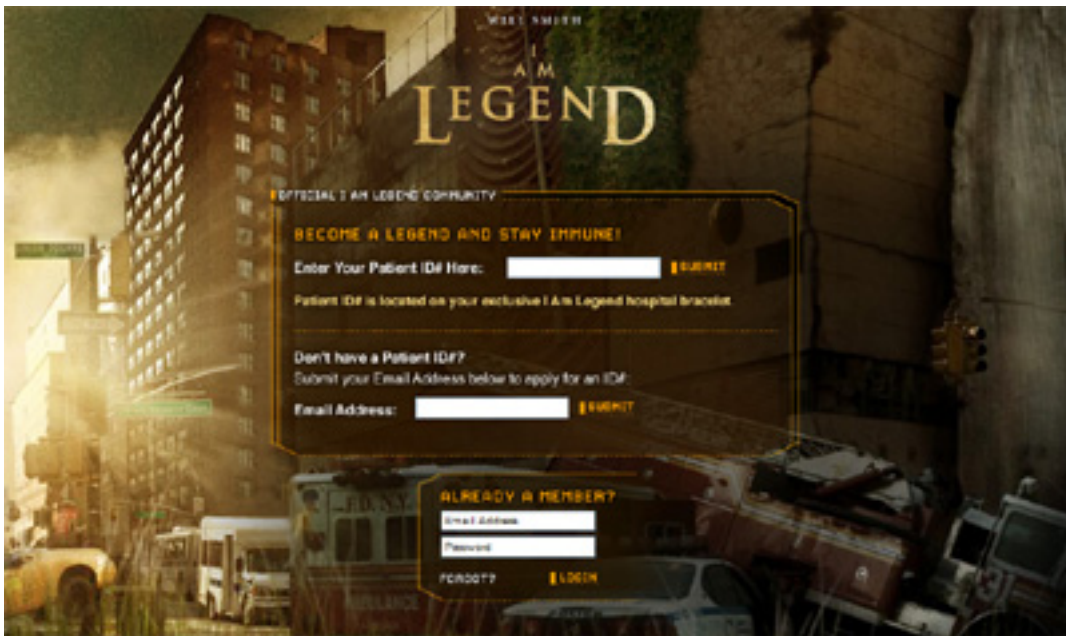 WILL SMITH
I
AM
LEGEND
OFFICIAL I AM LEGEND COMMUNITY
BECOME A LEGEND AND STAY IMMUNE!
Enter Your Patient ID# Here:
SUBMIT
Patient ID# is located on your exclusive I Am Legend hospital bracelet.
Don't have a Patient ID#?
Submit your Email Address below to apply for an ID#:
Email Address:
SUBMIT
F.D.N.Y.
ALREADY A MEMBER?
Email Address
Password
FORGOT?
LOGIN
AMBULANCE